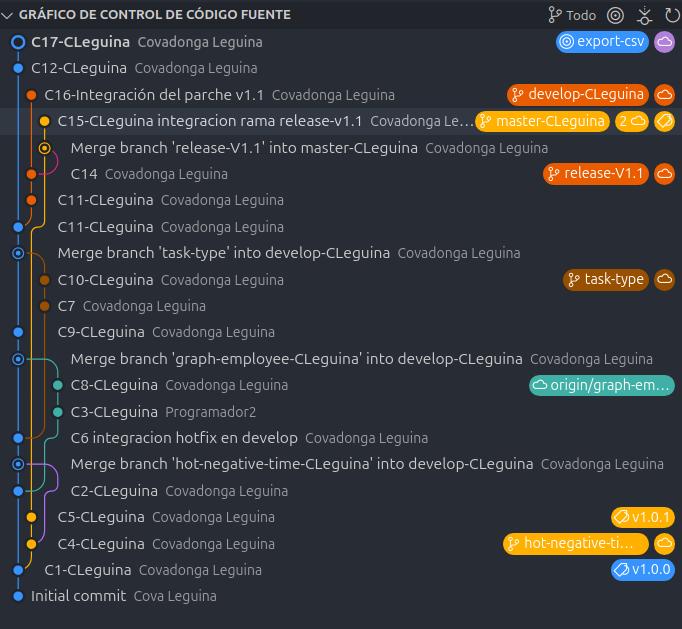 GRÁFICO DE CONTROL DE CÓDIGO FUENTE Todo
C17-CLeguina Covadonga Leguina export-csv
C12-CLeguina Covadonga Leguina
C16-Integración del parche v1.1 Covadonga Leguina develop-CLeguina
C15-CLeguina integracion rama release-v1.1 Covadonga Le... master-CLeguina 2
Merge branch 'release-V1.1' into master-CLeguina Covadonga Leguina
C14 Covadonga Leguina release-V1.1
C11-CLeguina Covadonga Leguina
C11-CLeguina Covadonga Leguina
Merge branch 'task-type' into develop-CLeguina Covadonga Leguina
C10-CLeguina Covadonga Leguina task-type
C7 Covadonga Leguina
C9-CLeguina Covadonga Leguina
Merge branch 'graph-employee-CLeguina' into develop-CLeguina Covadonga Leguina
C8-CLeguina Covadonga Leguina origin/graph-em...
C3-CLeguina Programador2
C6 integracion hotfix en develop Covadonga Leguina
Merge branch 'hot-negative-time-CLeguina' into develop-CLeguina Covadonga Leguina
C2-CLeguina Covadonga Leguina
C5-CLeguina Covadonga Leguina v1.0.1
C4-CLeguina Covadonga Leguina hot-negative-ti...
C1-CLeguina Covadonga Leguina v1.0.0
Initial commit Cova Leguina